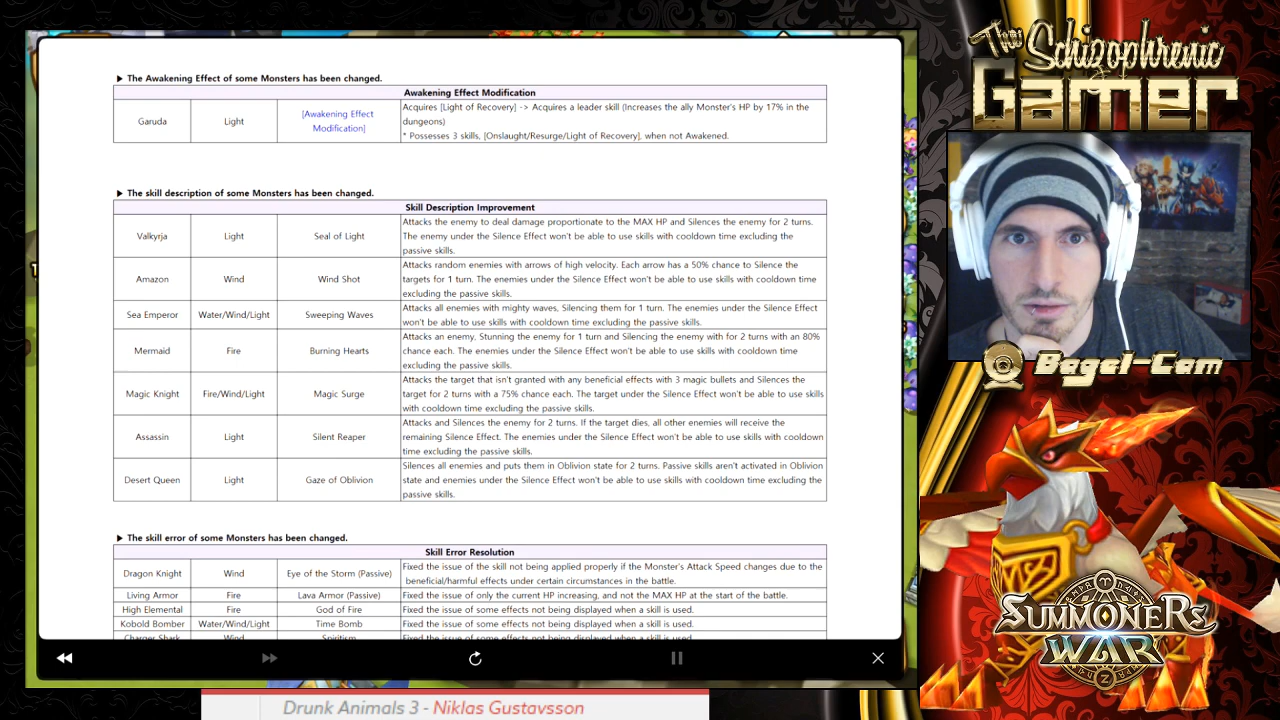 ▶ The Awakening Effect of some Monsters has been changed.
Awakening Effect Modification
Garuda Light [Awakening Effect Modification] Acquires [Light of Recovery] -> Acquires a leader skill (Increases the ally Monster's HP by 17% in the
dungeons)
* Possesses 3 skills, [Onslaught/Resurge/Light of Recovery], when not Awakened.
▶ The skill description of some Monsters has been changed.
Skill Description Improvement
Valkyrja Light Seal of Light
Attacks the enemy to deal damage proportionate to the MAX HP and Silences the enemy for 2 turns.
The enemy under the Silence Effect won't be able to use skills with cooldown time excluding the
passive skills.
Amazon Wind Wind Shot
Attacks random enemies with arrows of high velocity. Each arrow has a 50% chance to Silence the
targets for 1 turn. The enemies under the Silence Effect won't be able to use skills with cooldown time
excluding the passive skills.
Sea Emperor Water/Wind/Light Sweeping Waves
Attacks all enemies with mighty waves, Silencing them for 1 turn. The enemies under the Silence Effect
won't be able to use skills with cooldown time excluding the passive skills.
Mermaid Fire Burning Hearts
Attacks an enemy, Stunning the enemy for 1 turn and Silencing the enemy with for 2 turns with an 80%
chance each. The enemies under the Silence Effect won't be able to use skills with cooldown time
excluding the passive skills.
Magic Knight Fire/Wind/Light Magic Surge
Attacks the target that isn't granted with any beneficial effects with 3 magic bullets and Silences the
target for 2 turns with a 75% chance each. The target under the Silence Effect won't be able to use skills
with cooldown time excluding the passive skills.
Assassin Light Silent Reaper
Attacks and Silences the enemy for 2 turns. If the target dies, all other enemies will receive the
remaining Silence Effect. The enemies under the Silence Effect won't be able to use skills with cooldown
time excluding the passive skills.
Desert Queen Light Gaze of Oblivion
Silences all enemies and puts them in Oblivion state for 2 turns. Passive skills aren't activated in Oblivion
state and enemies under the Silence Effect won't be able to use skills with cooldown time excluding the
passive skills.
▶ The skill error of some Monsters has been changed.
Skill Error Resolution
Dragon Knight Wind Eye of the Storm (Passive)
Fixed the issue of the skill not being applied properly if the Monster's Attack Speed changes due to the
beneficial/harmful effects under certain circumstances in the battle.
Living Armor Fire Lava Armor (Passive) Fixed the issue of only the current HP increasing, and not the MAX HP at the start of the battle.
High Elemental Fire God of Fire Fixed the issue of some effects not being displayed when a skill is used.
Kobold Bomber Water/Wind/Light Time Bomb Fixed the issue of some effects not being displayed when a skill is used.
Charger Shark Wind Spiritism Fixed the issue of some effects not being displayed when a skill is used.
Drunk Animals 3 - Niklas Gustavsson
The
Schizophrenic
Gamer
Bagel-Cam
SUMMONERS
WAR